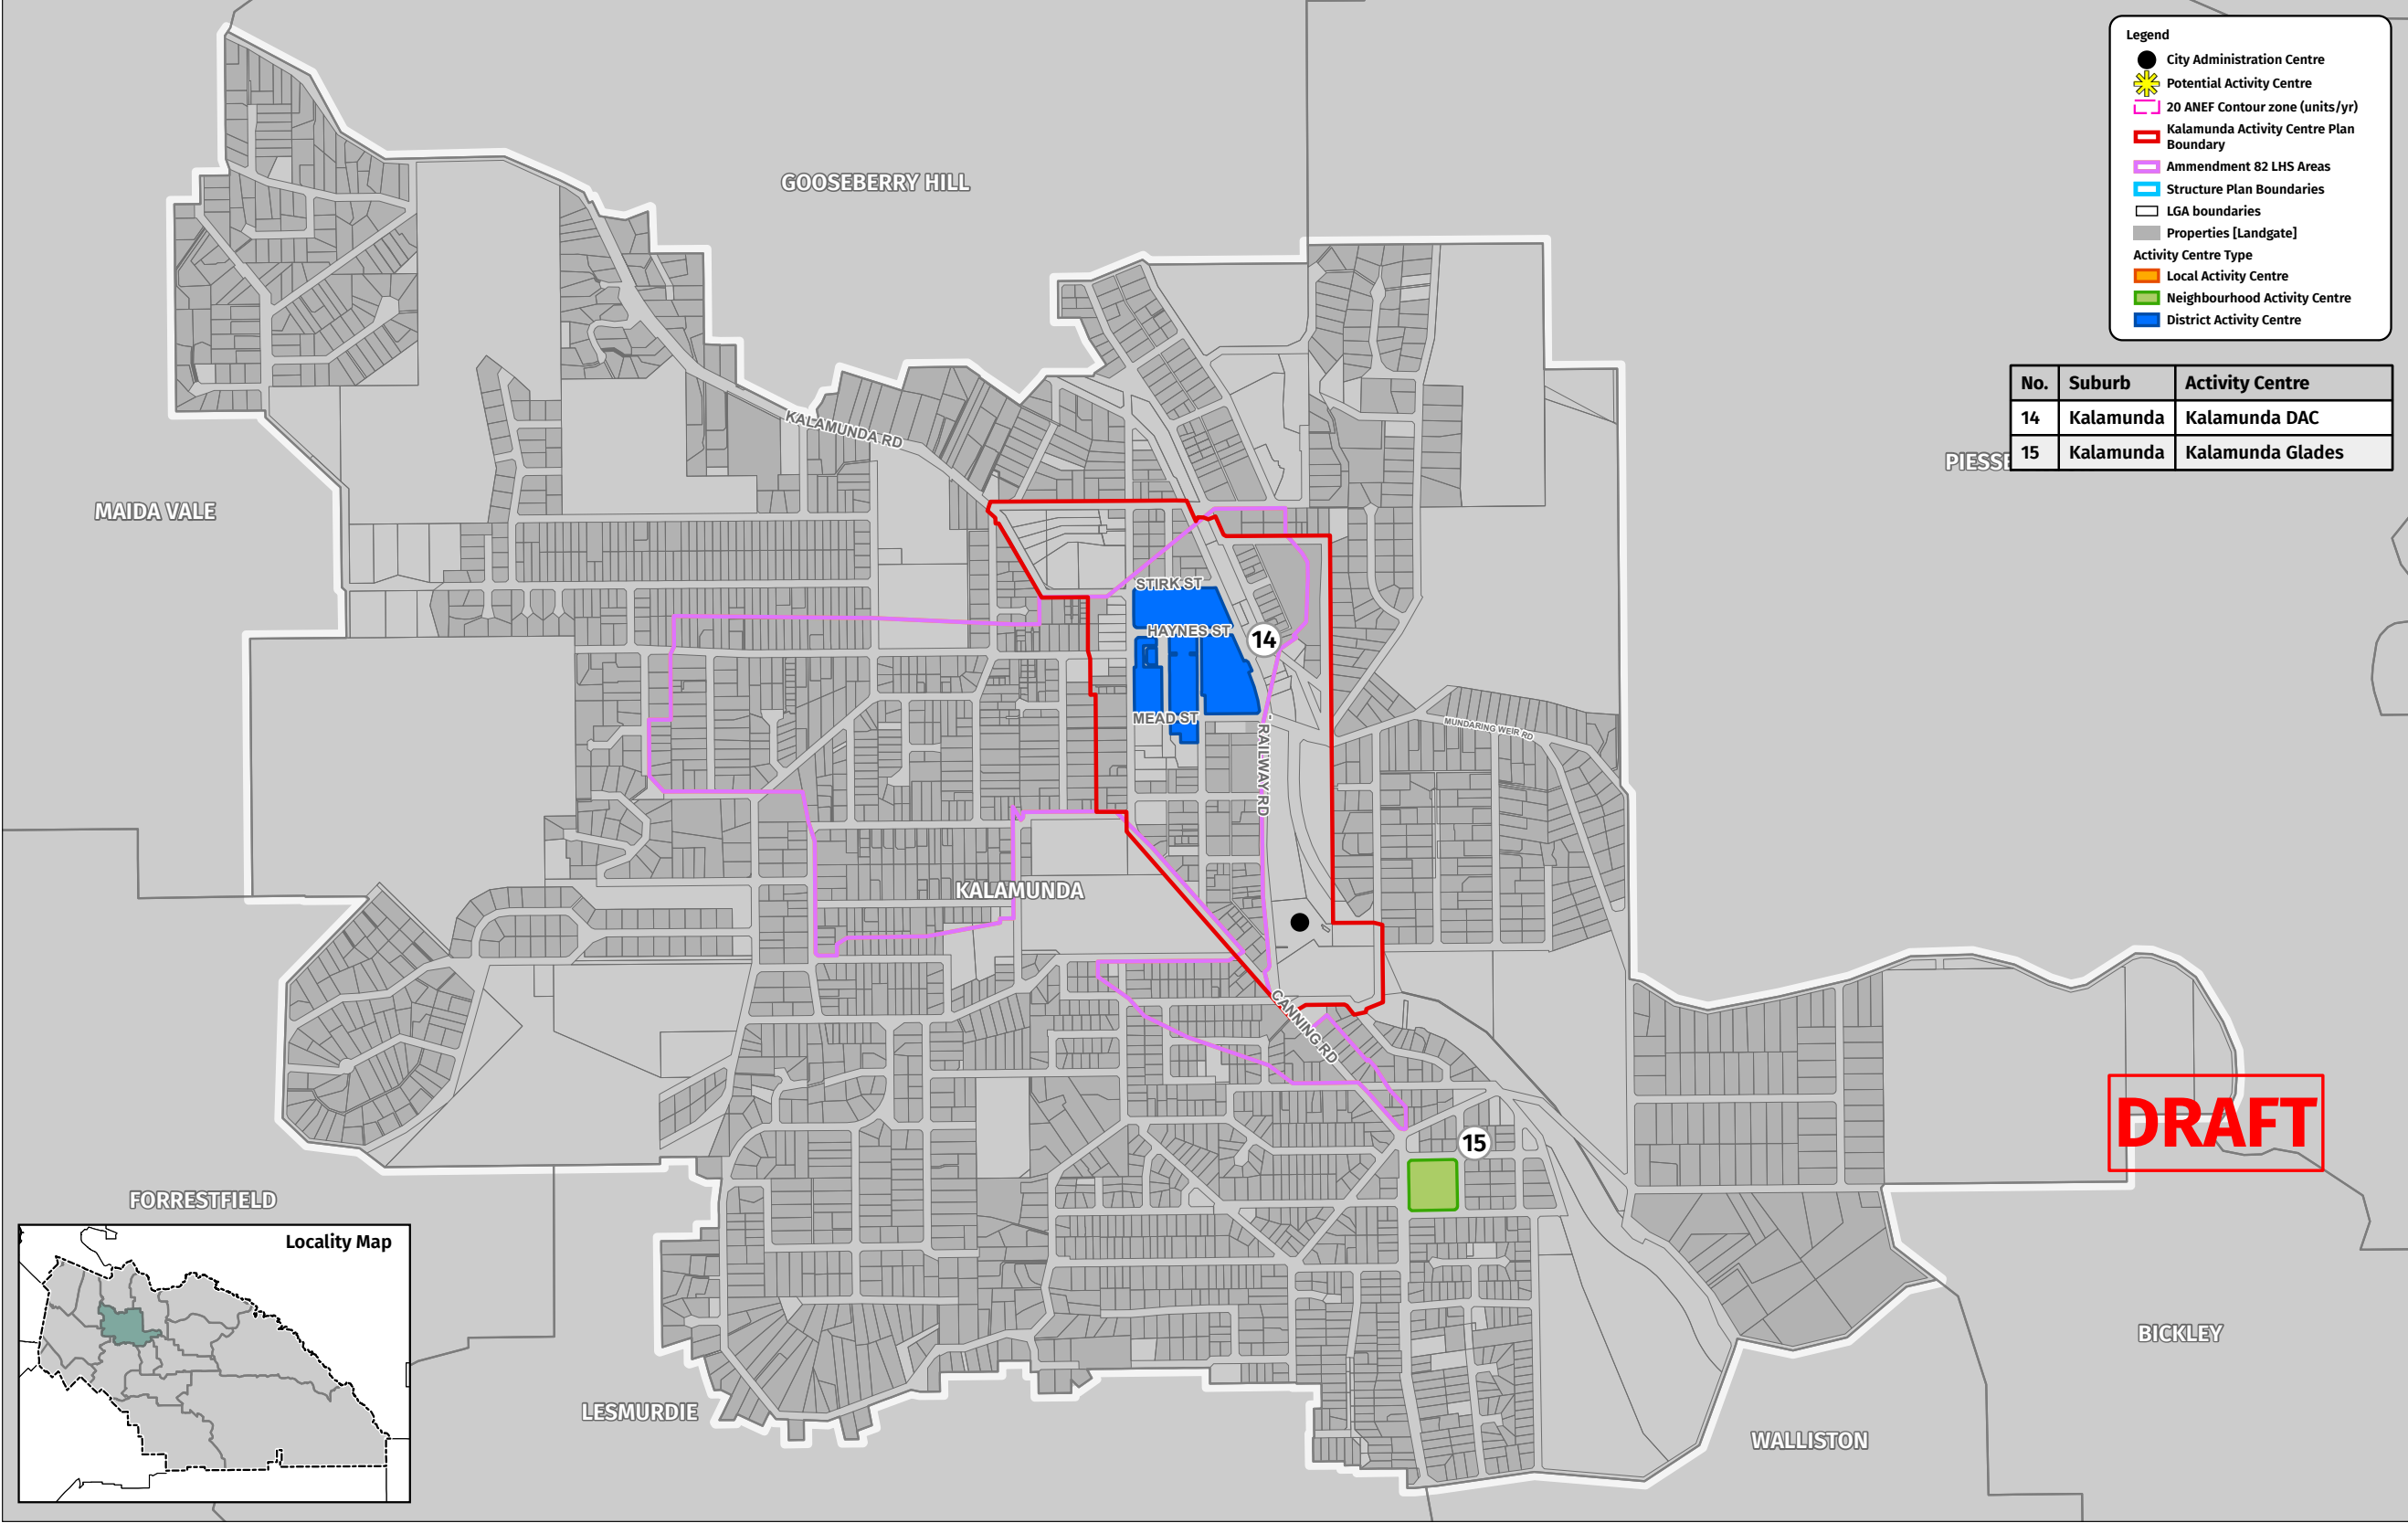 Legend
City Administration Centre
Potential Activity Centre
20 ANEF Contour zone (units/yr)
Kalamunda Activity Centre Plan
Boundary
Ammendment 82 LHS Areas
Structure Plan Boundaries
LGA boundaries
Properties [Landgate]
Activity Centre Type
Local Activity Centre
Neighbourhood Activity Centre
District Activity Centre
No. Suburb Activity Centre
14 Kalamunda Kalamunda DAC
15 Kalamunda Kalamunda Glades
GOOSEBERRY HILL
KALAMUNDA RD
PIESSE
MAIDA VALE
STIRK ST
HAYNES ST
14
MEAD ST
RAILWAY RD
MUNDARING WEIR RD
KALAMUNDA
CANNING RD
15
DRAFT
FORRESTFIELD
Locality Map
LESMURDIE
BICKLEY
WALLISTON